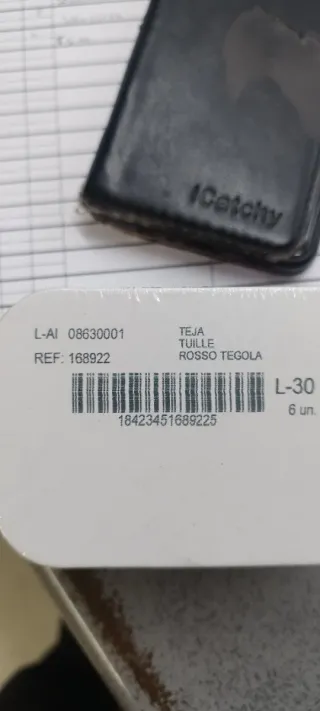 iCatchy
L-AI 08630001
TEJA
TUILLE
REF: 168922
ROSSO TEGOLA
L-30
6 un.
18423451689225